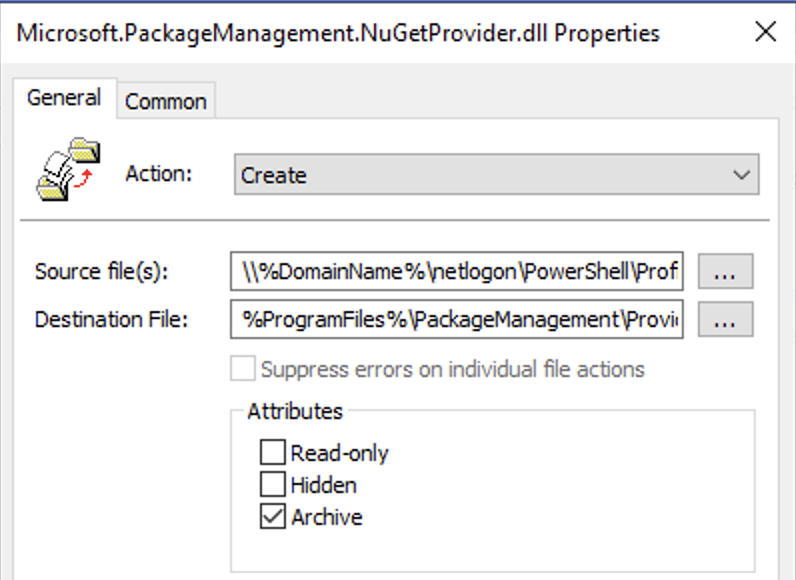 Microsoft.PackageManagement.NuGetProvider.dll Properties
General
Common
Action:
Create
Source file(s):
\\%DomainName%\netlogon\PowerShell\Prof
...
Destination File:
%ProgramFiles%\PackageManagement\Provi
...
Suppress errors on individual file actions
Attributes
Read-only
Hidden
Archive